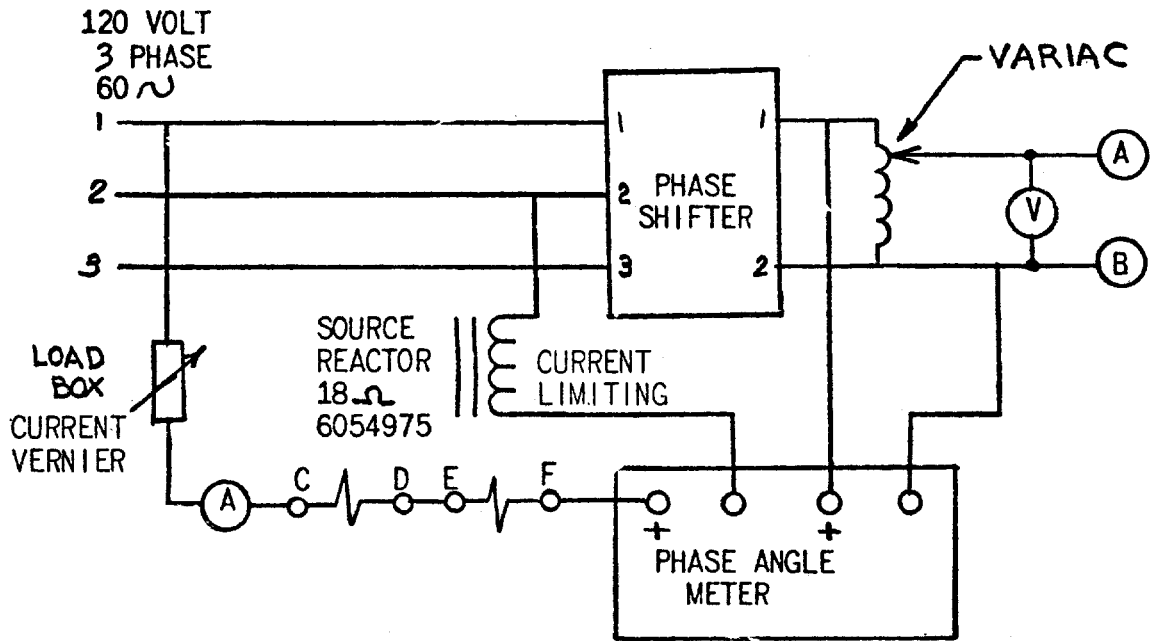 120 VOLT
3 PHASE
60 ~
VARIAC
1
1
1
A
2
2
PHASE
SHIFTER
V
3
3
2
B
SOURCE
REACTOR
18 Ω
6054975
CURRENT
LIMITING
LOAD
BOX
CURRENT
VERNIER
A
C
D
E
F
+
+
PHASE ANGLE
METER